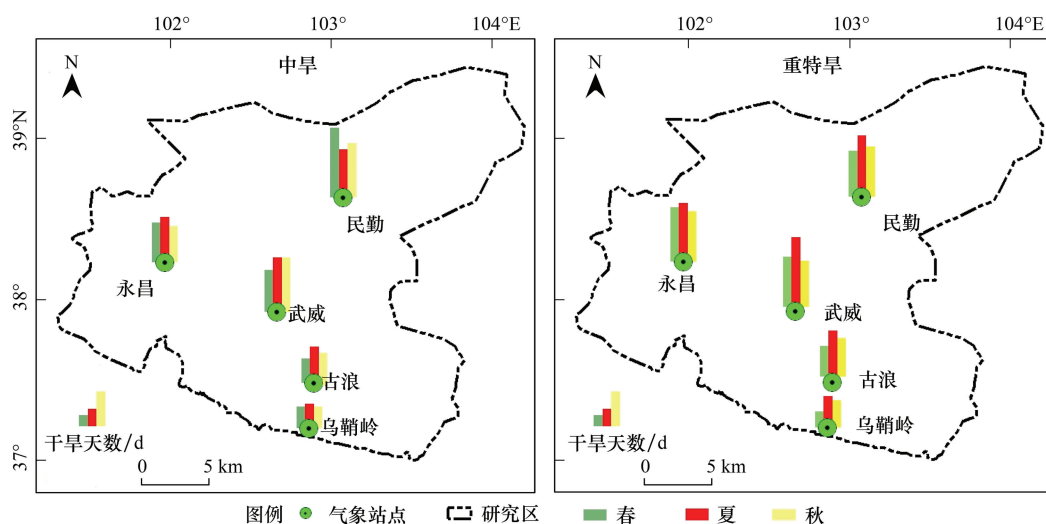 102° 103° 104°E
102° 103° 104°E
N 中旱
N 重特旱
39°N
民勤
民勤
永昌
永昌
38°
武威
武威
古浪
古浪
乌鞘岭
乌鞘岭
干旱天数/d
干旱天数/d
37°
0 5 km
0 5 km
图例 气象站点 研究区 春 夏 秋